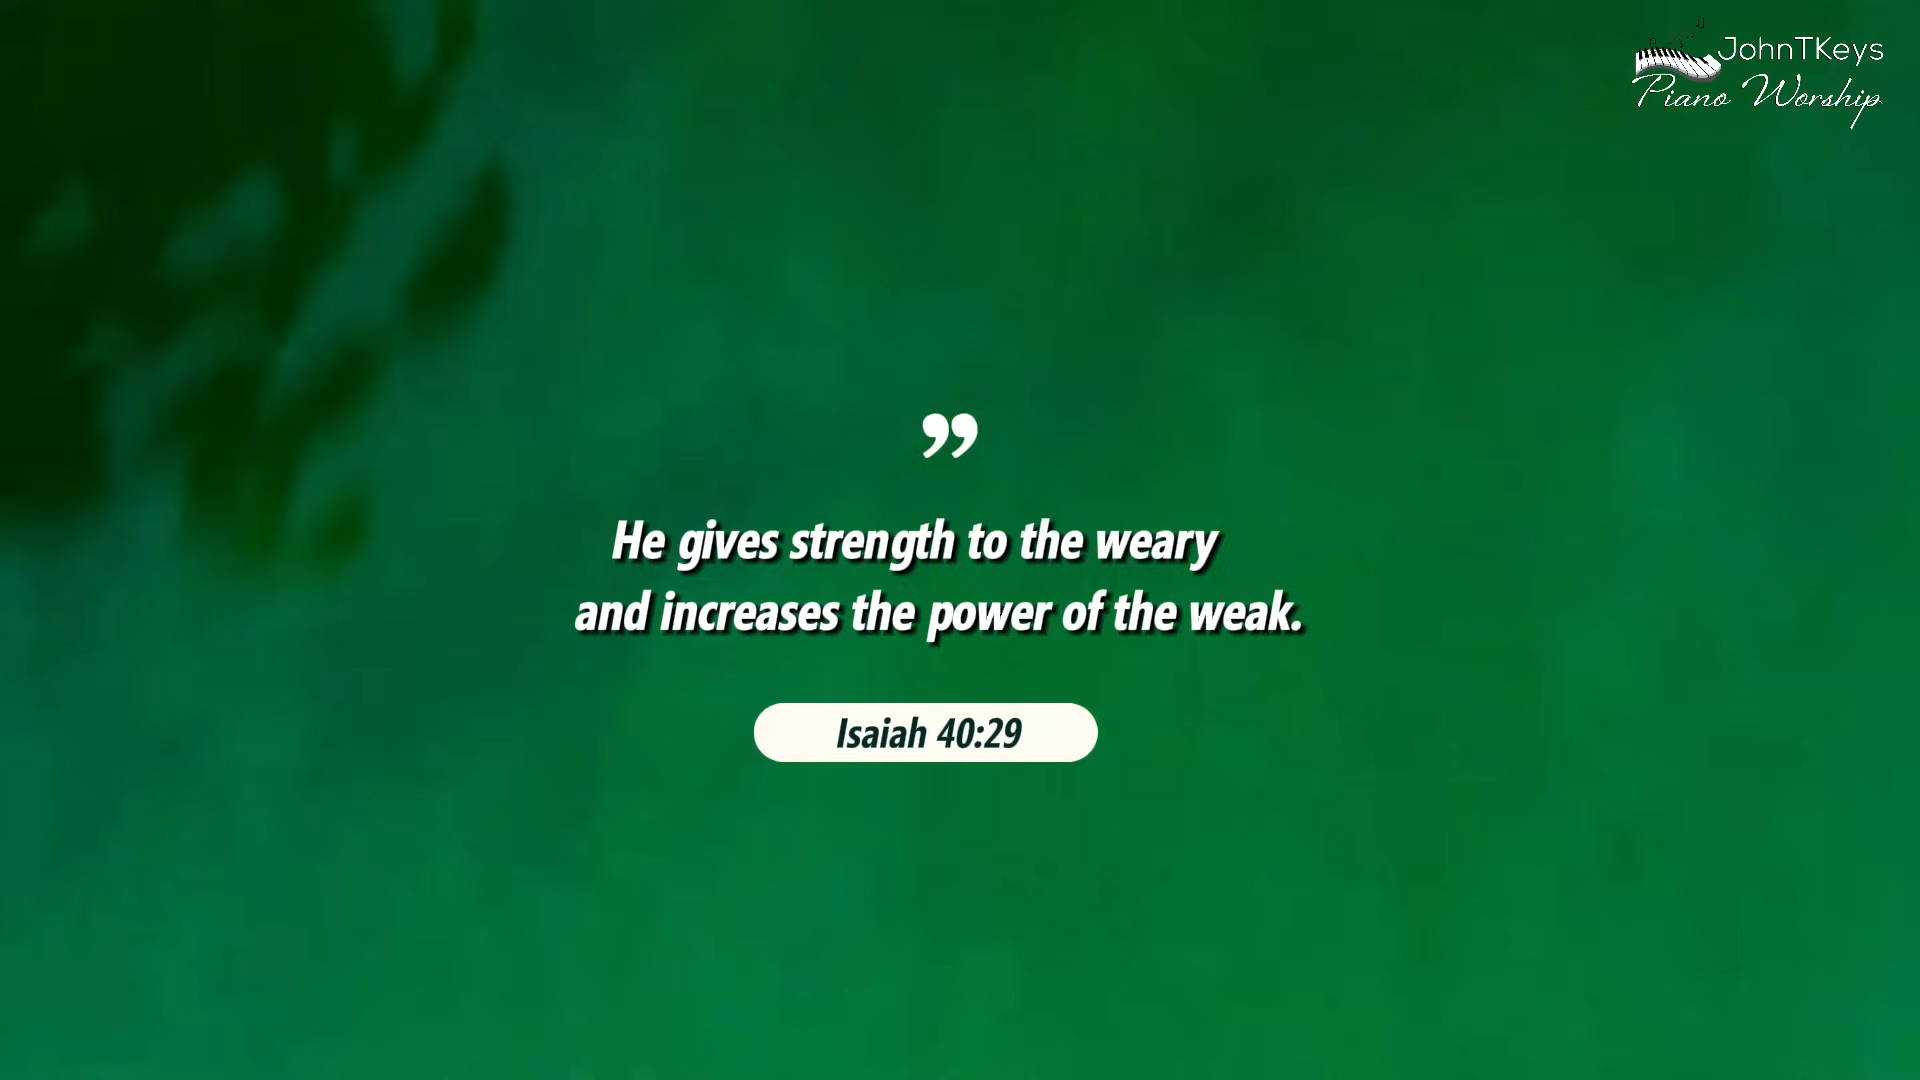 JohnTKeys
Piano Worship
”
He gives strength to the weary
and increases the power of the weak.
Isaiah 40:29